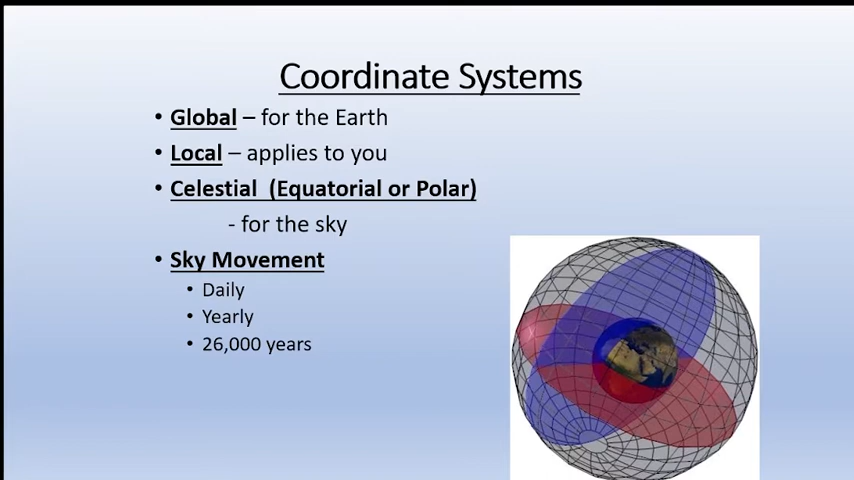 Coordinate Systems
• Global – for the Earth
• Local – applies to you
• Celestial  (Equatorial or Polar)
- for the sky
• Sky Movement
• Daily
• Yearly
• 26,000 years